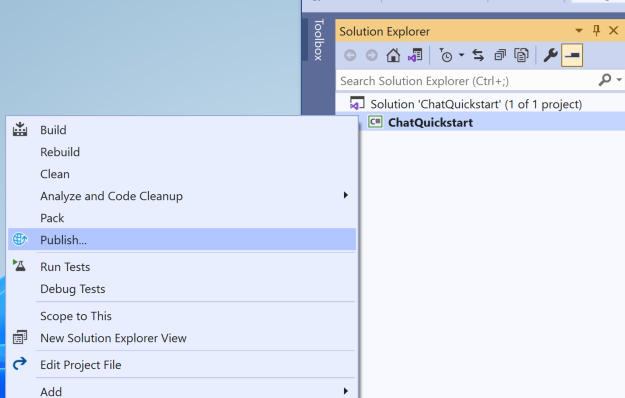 Toolbox
Solution Explorer
Search Solution Explorer (Ctrl+;)
Solution 'ChatQuickstart' (1 of 1 project)
C# ChatQuickstart
Build
Rebuild
Clean
Analyze and Code Cleanup
Pack
Publish...
Run Tests
Debug Tests
Scope to This
New Solution Explorer View
Edit Project File
Add